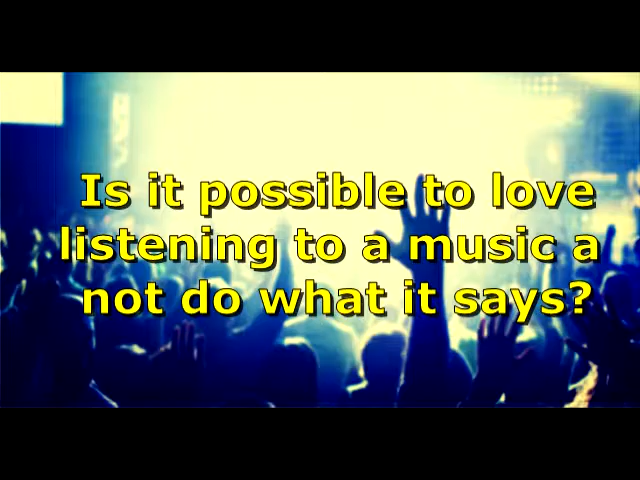 Is it possible to love
listening to a music a
not do what it says?